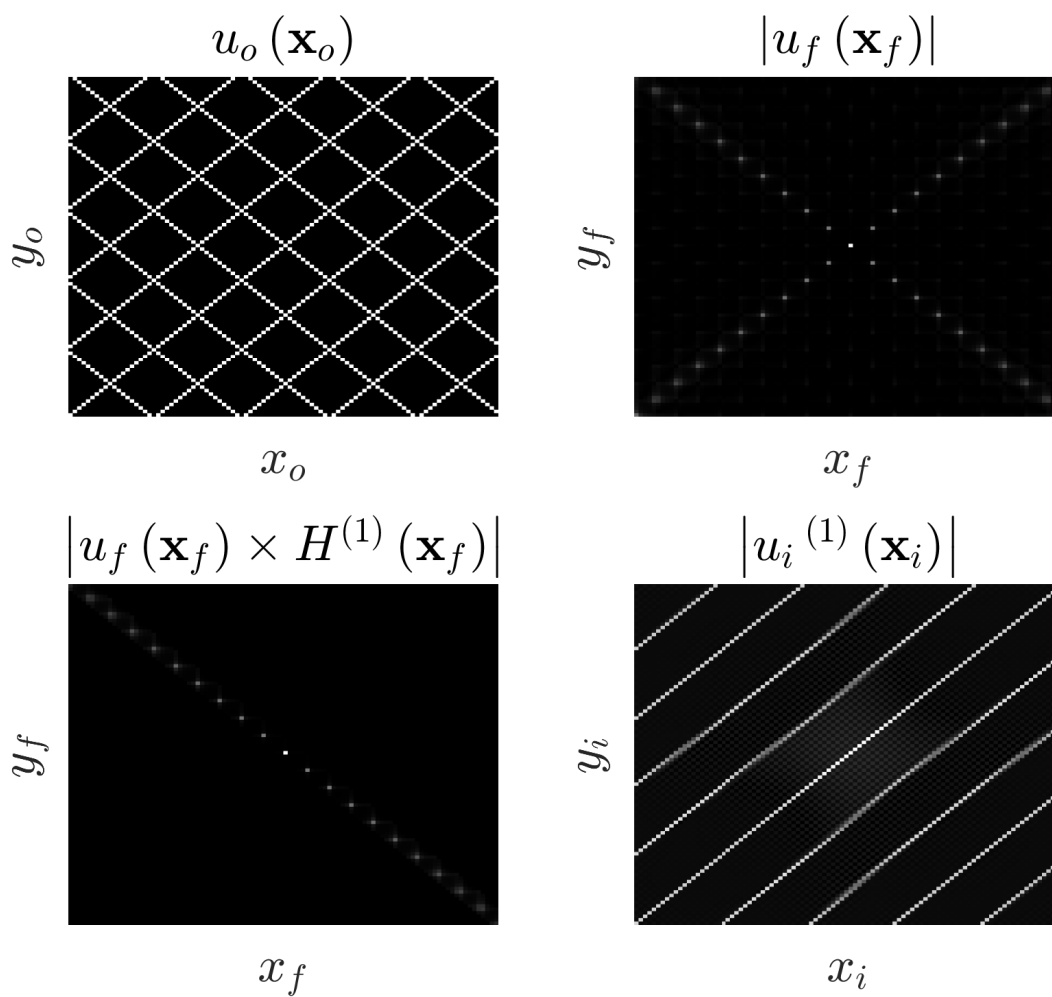 u_o (x_o)
|u_f (x_f)|
y_o
y_f
x_o
x_f
|u_f (x_f) × H^(1) (x_f)|
|u_i^(1) (x_i)|
y_f
y_i
x_f
x_i